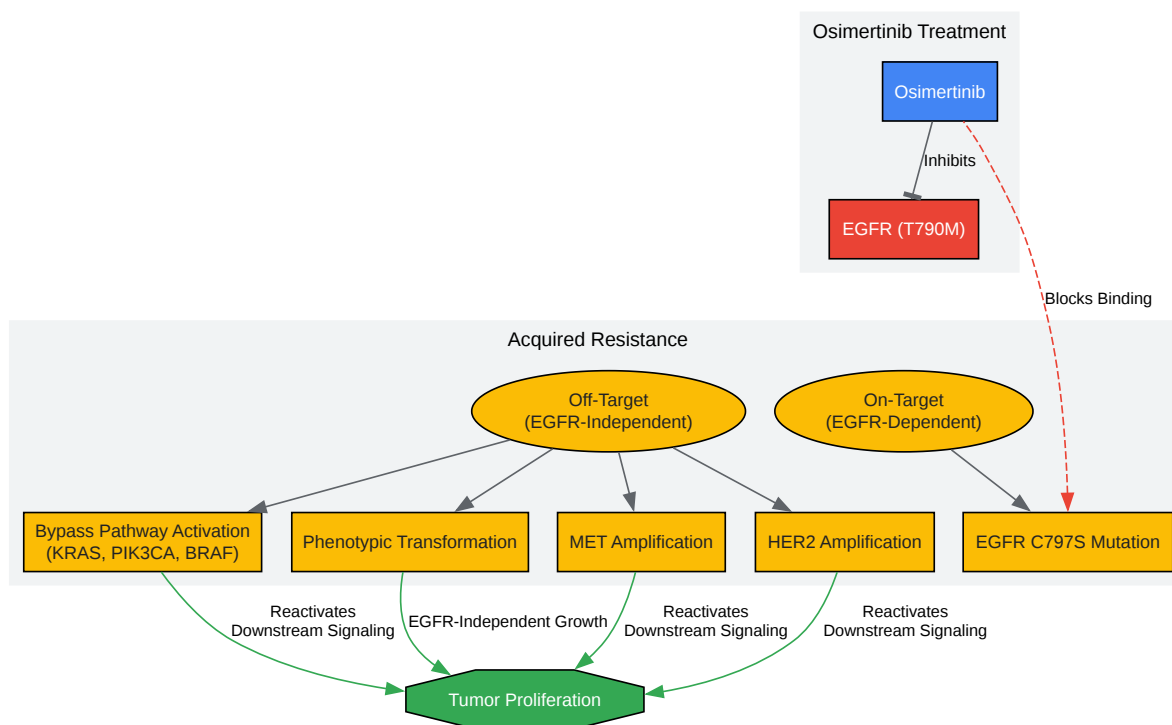 Osimertinib Treatment
Osimertinib
Inhibits
EGFR (T790M)
Blocks Binding
Acquired Resistance
Off-Target
(EGFR-Independent)
On-Target
(EGFR-Dependent)
Bypass Pathway Activation
(KRAS, PIK3CA, BRAF)
Phenotypic Transformation
MET Amplification
HER2 Amplification
EGFR C797S Mutation
Reactivates
Downstream Signaling
EGFR-Independent Growth
Reactivates
Downstream Signaling
Reactivates
Downstream Signaling
Tumor Proliferation